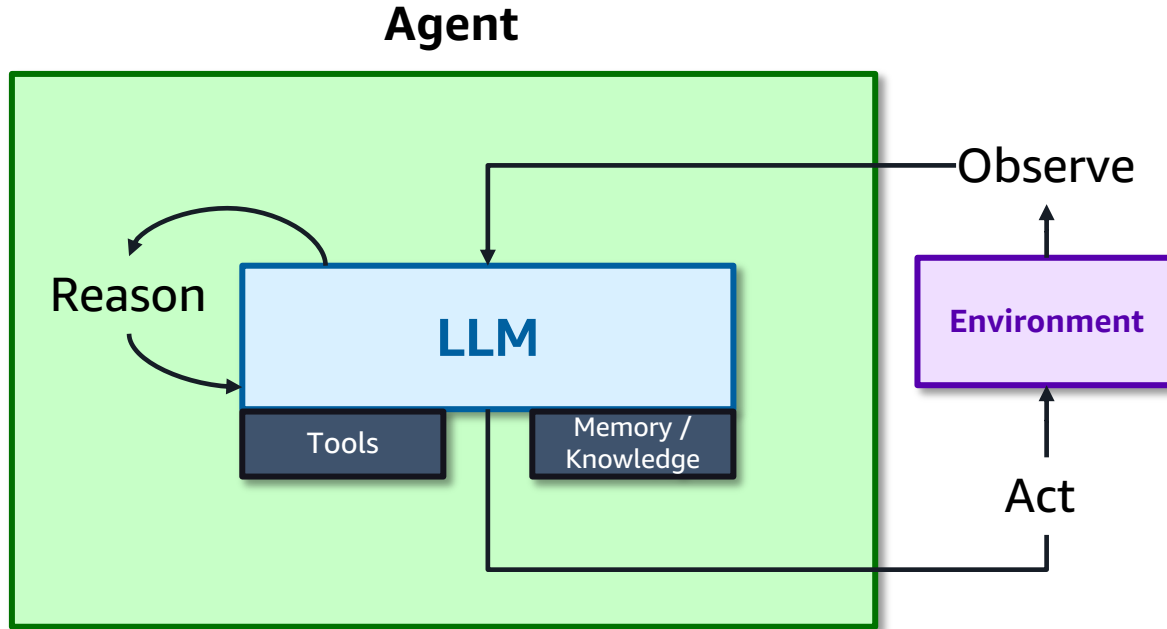 Agent
Observe
Reason
LLM
Environment
Tools
Memory /
Knowledge
Act